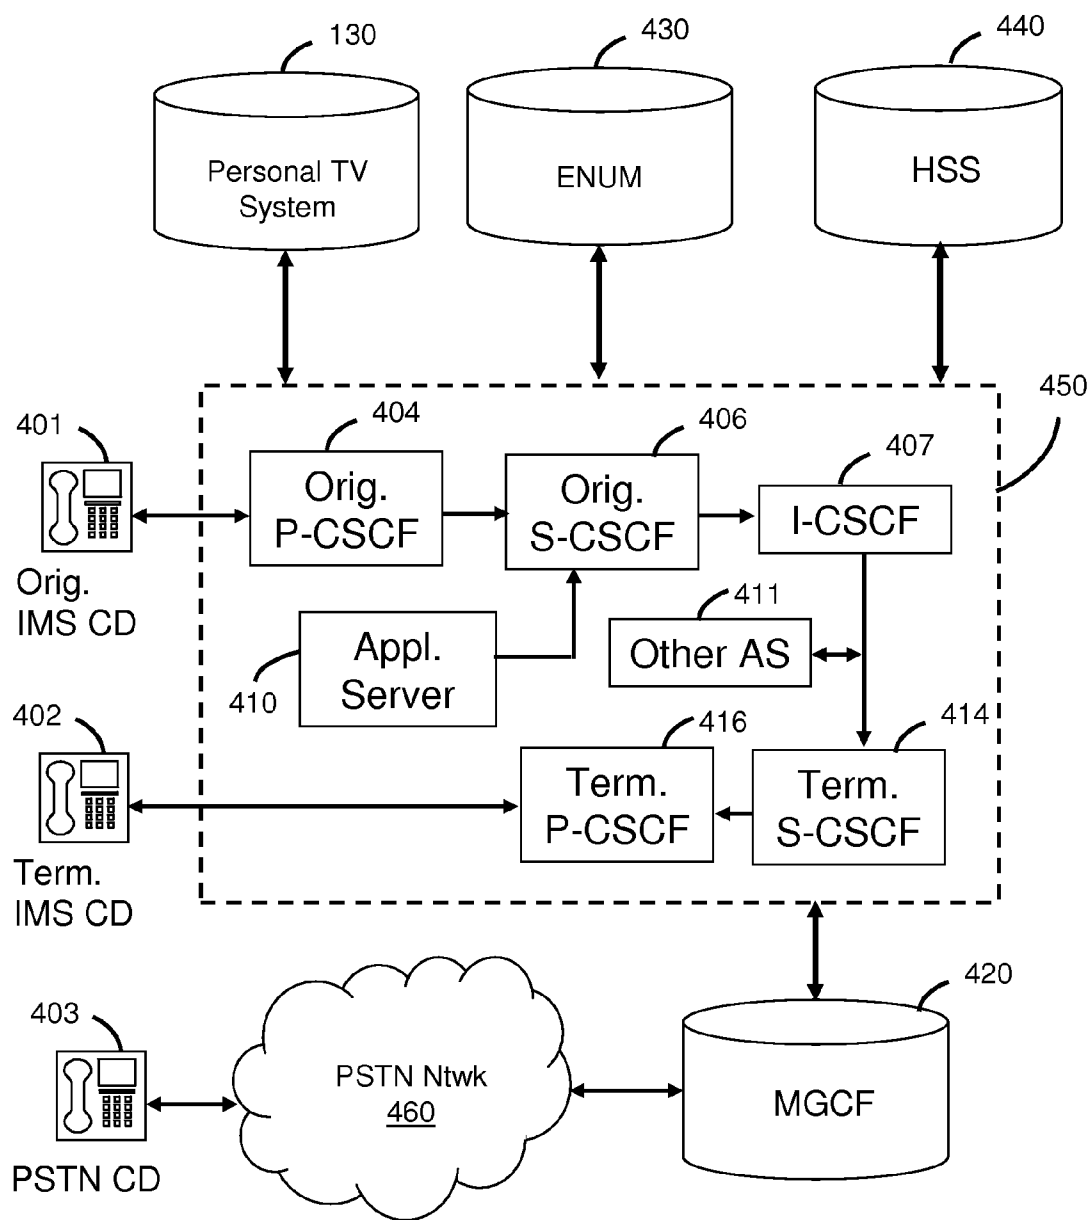 130
430
440
Personal TV
System
ENUM
HSS
450
401
404
406
407
Orig.
P-CSCF
Orig.
S-CSCF
I-CSCF
Orig.
IMS CD
411
Other AS
Appl.
Server
410
402
416
414
Term.
P-CSCF
Term.
S-CSCF
Term.
IMS CD
420
403
PSTN Ntwk
460
MGCF
PSTN CD